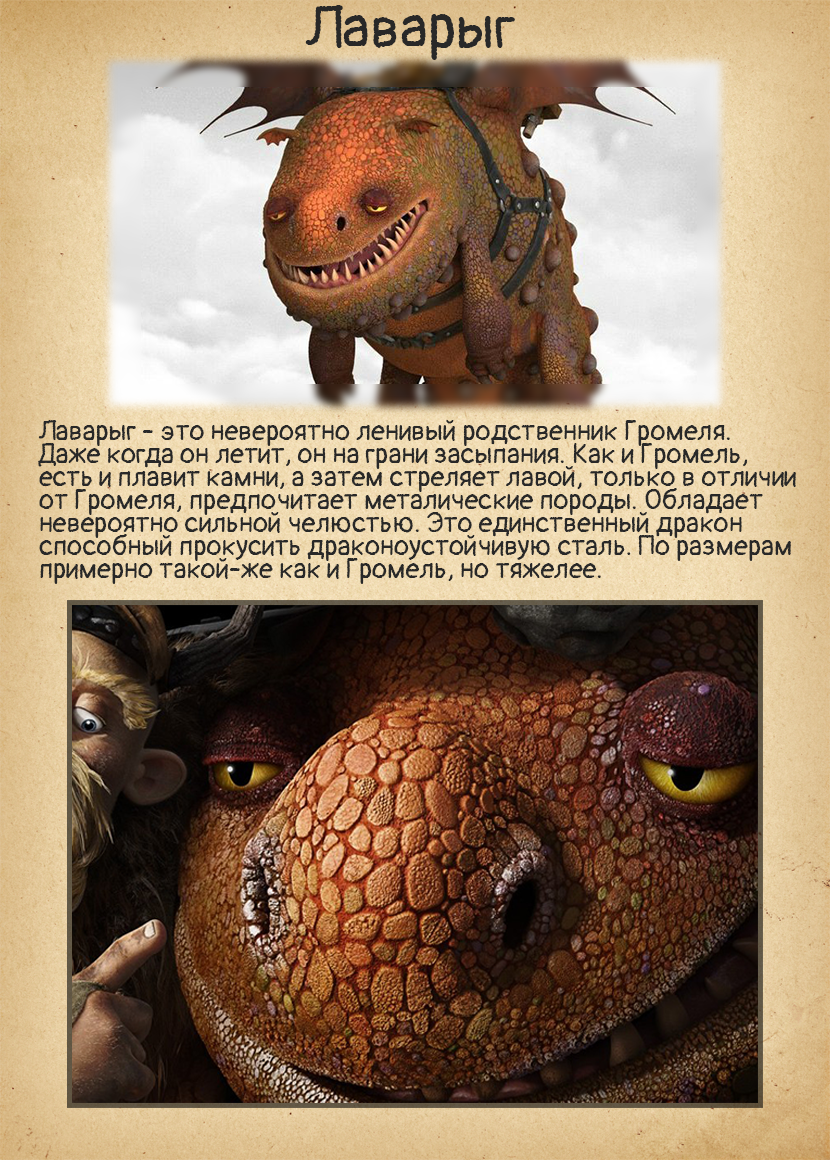 Лаварыг
Лаварыг - это невероятно ленивый родственник Громеля.
Даже когда он летит, он на грани засыпания. Как и Громель,
есть и плавит камни, а затем стреляет лавой, только в отличии
от Громеля, предпочитает металические породы. Обладает
невероятно сильной челюстью. Это единственный дракон
способный прокусить драконоустойчивую сталь. По размерам
примерно такой-же как и Громель, но тяжелее.